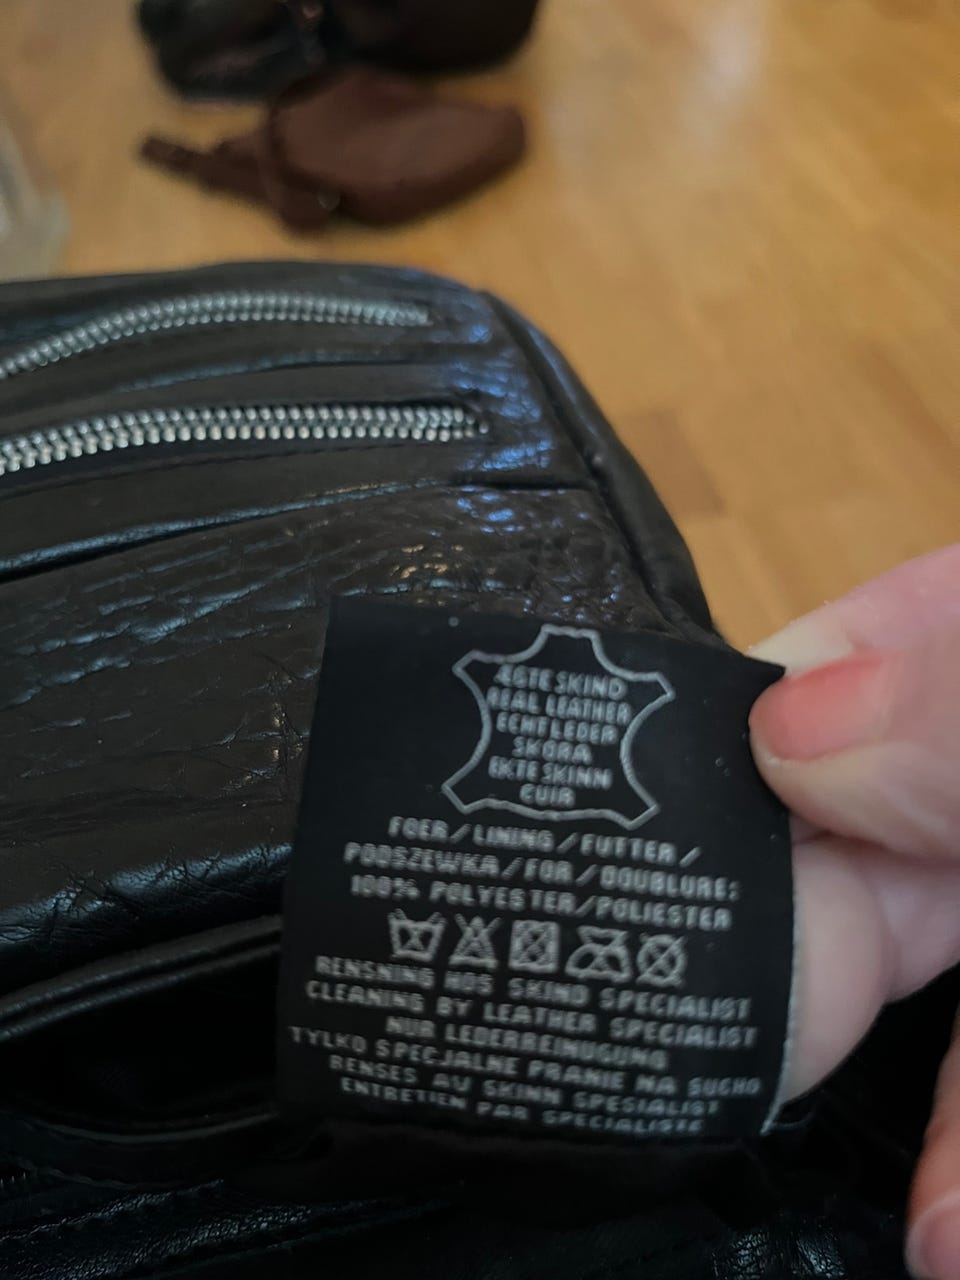 ÆGTE SKIND
REAL LEATHER
ECHT LEDER
SKORA
EKTE SKINN
CUIR
FOER / LINING / FUTTER /
PODSZEWKA / FOR / DOUBLURE:
100% POLYESTER/POLIESTER
RENSNING HOS SKIND SPECIALIST
CLEANING BY LEATHER SPECIALIST
NUR LEDERREINUGUNG
TYLKO SPECJALNE PRANIE NA SUCHO
RENSES AV SKINN SPESIALIST
ENTRETIEN PAR SPECIALISTE